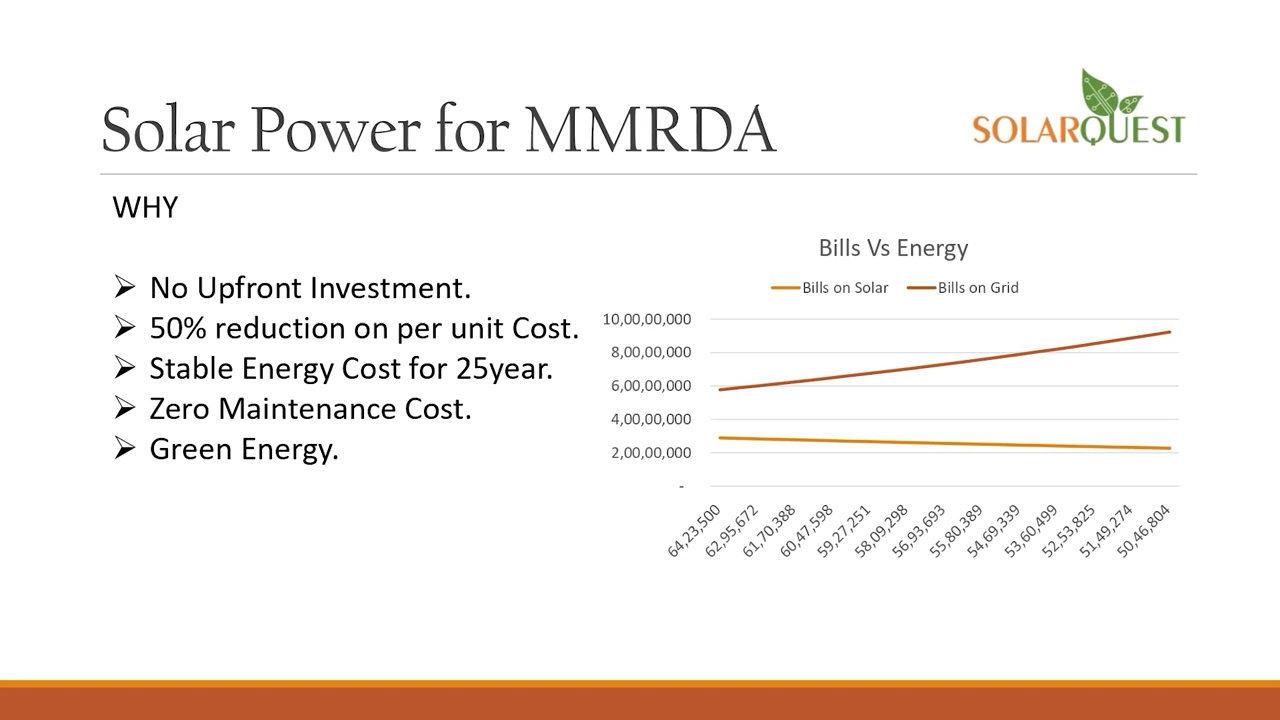 Solar Power for MMRDA
SOLARQUEST
WHY
No Upfront Investment.
50% reduction on per unit Cost.
Stable Energy Cost for 25year.
Zero Maintenance Cost.
Green Energy.
Bills Vs Energy
Bills on Solar
Bills on Grid
10,00,00,000
8,00,00,000
6,00,00,000
4,00,00,000
2,00,00,000
-
64,23,500
62,95,672
61,70,388
60,47,598
59,27,251
58,09,298
56,93,693
55,80,389
54,69,339
53,60,499
52,53,825
51,49,274
50,46,804